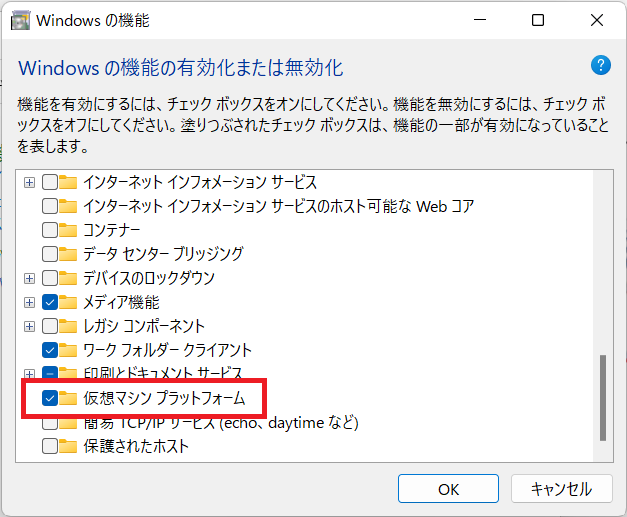 Windows の機能
Windows の機能の有効化または無効化
機能を有効にするには、チェック ボックスをオンにしてください。機能を無効にするには、チェック ボ
ックスをオフにしてください。塗りつぶされたチェック ボックスは、機能の一部が有効になっていること
を表します。
インターネット インフォメーション サービス
インターネット インフォメーション サービスのホスト可能な Web コア
コンテナー
データ センター ブリッジング
デバイスのロックダウン
メディア機能
レガシ コンポーネント
ワーク フォルダー クライアント
印刷とドキュメント サービス
仮想マシン プラットフォーム
簡易 TCP/IP サービス (echo、daytime など)
保護されたホスト
OK
キャンセル